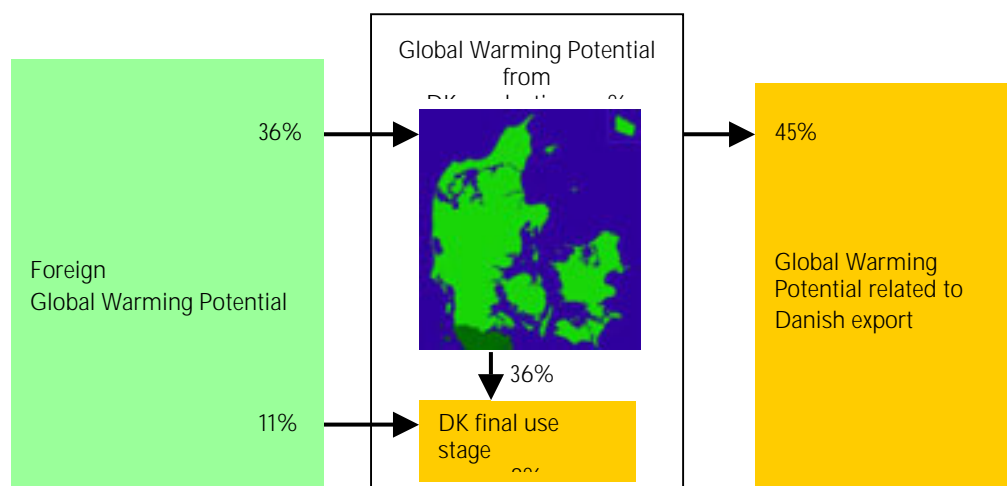 Global Warming Potential
from
36%
45%
Foreign
Global Warming Potential
Global Warming
Potential related to
Danish export
36%
11%
DK final use
stage